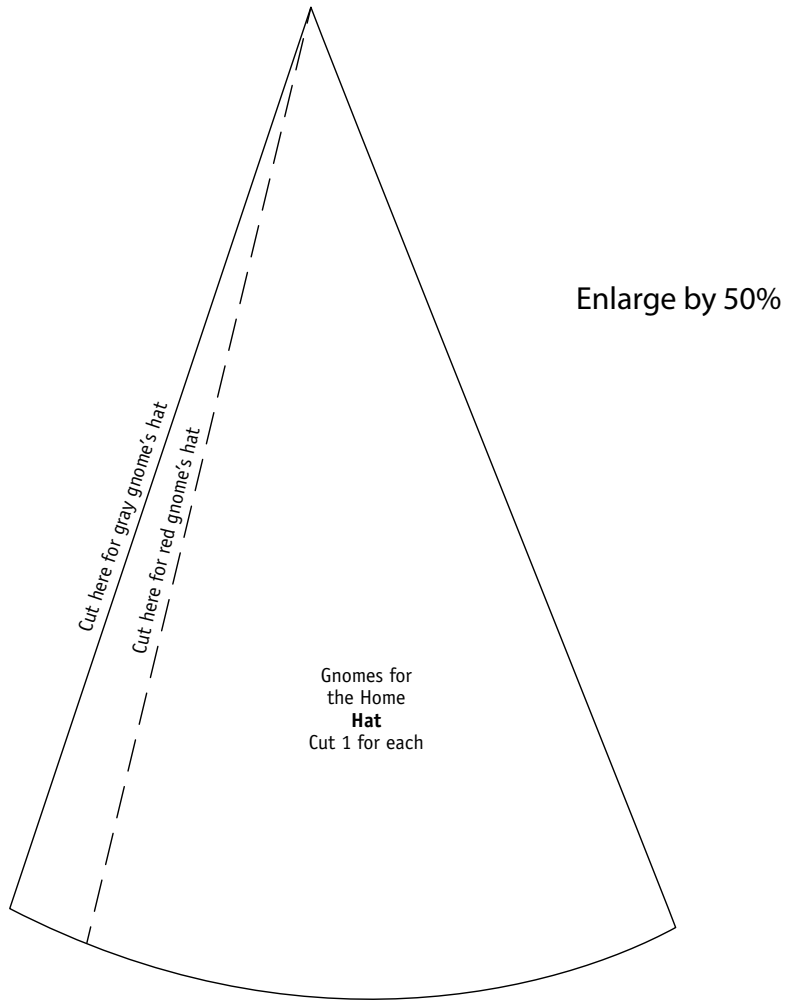 Enlarge by 50%
Cut here for gray gnome's hat
Cut here for red gnome's hat
Gnomes for
the Home
Hat
Cut 1 for each